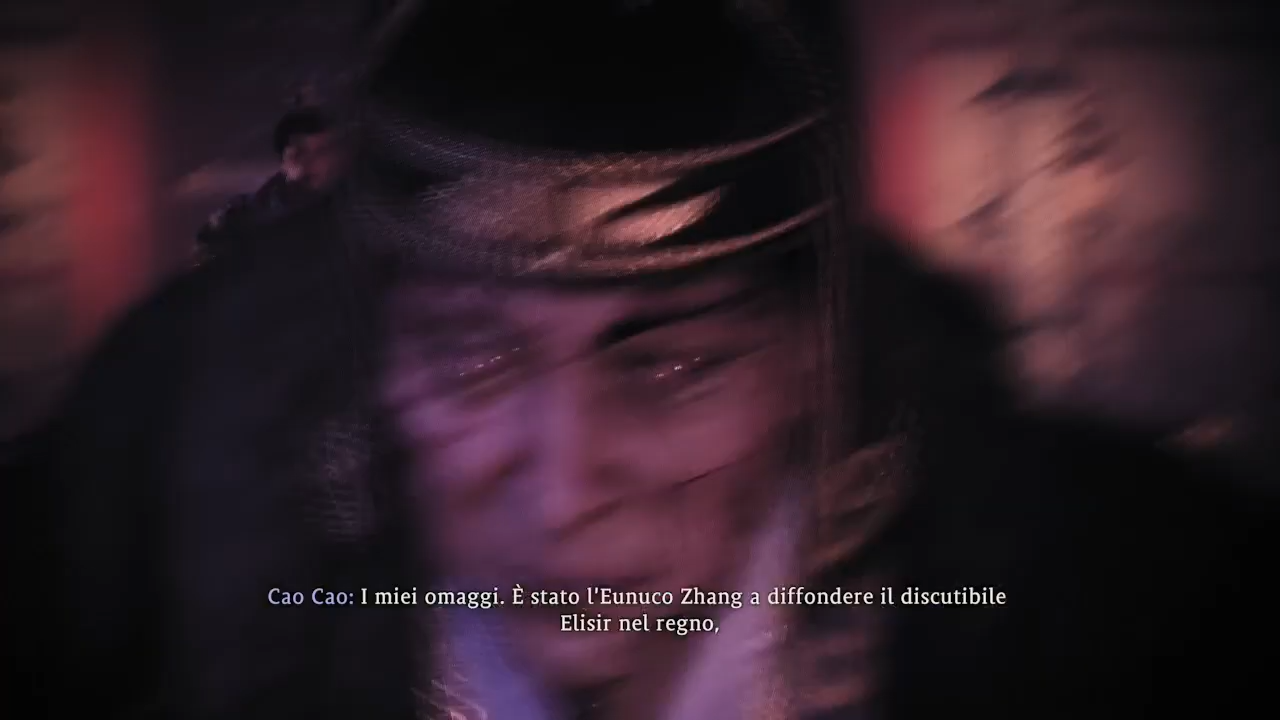 Cao Cao: I miei omaggi. È stato l'Eunuco Zhang a diffondere il discutibile
Elisir nel regno,